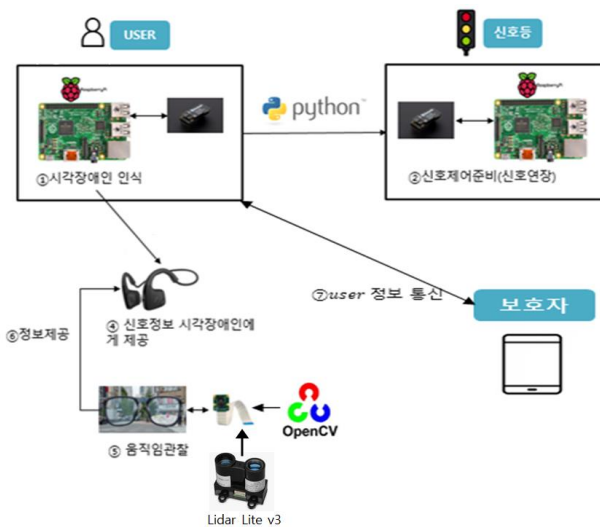 USER
신호등
RaspberryPi
python™
RaspberryPi
①시각장애인 인식
②신호제어준비(신호연장)
⑦user 정보 통신
보호자
⑥정보제공
④ 신호정보 시각장애인에
게 제공
OpenCV
⑤ 움직임관찰
Lidar Lite v3